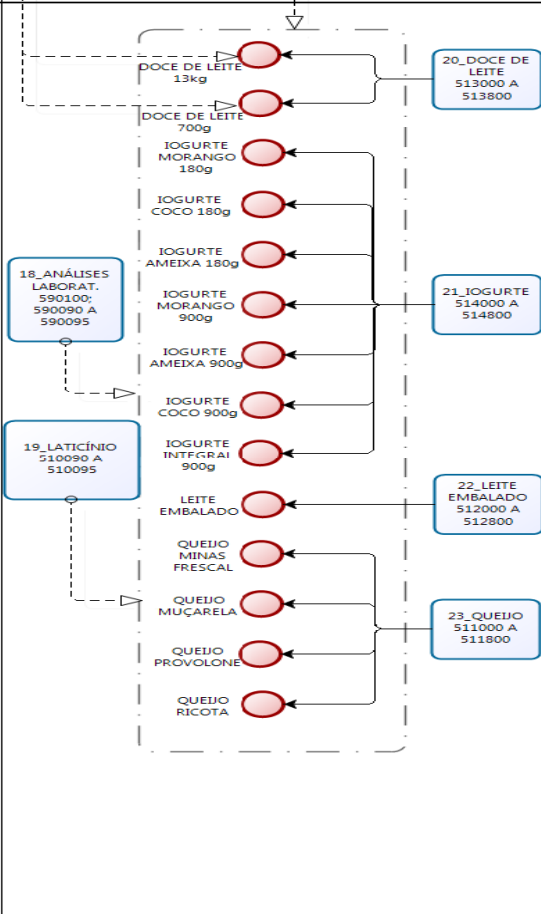 DOCE DE LEITE
13kg
DOCE DE LEITE
700g
IOGURTE
MORANGO
180g
IOGURTE
COCO 180g
IOGURTE
AMEIXA 180g
IOGURTE
MORANGO
900g
IOGURTE
AMEIXA 900g
IOGURTE
COCO 900g
IOGURTE
INTEGRAL
900g
LEITE
EMBALADO
QUEIJO
MINAS
FRESCAL
QUEIJO
MUÇARELA
QUEIJO
PROVOLONE
QUEIJO
RICOTA
18_ANÁLISES
LABORAT.
590100;
590090 A
590095
19_LATICÍNIO
510090 A
510095
20_DOCE DE
LEITE
513000 A
513800
21_IOGURTE
514000 A
514800
22_LEITE
EMBALADO
512000 A
512800
23_QUEIJO
511000 A
511800